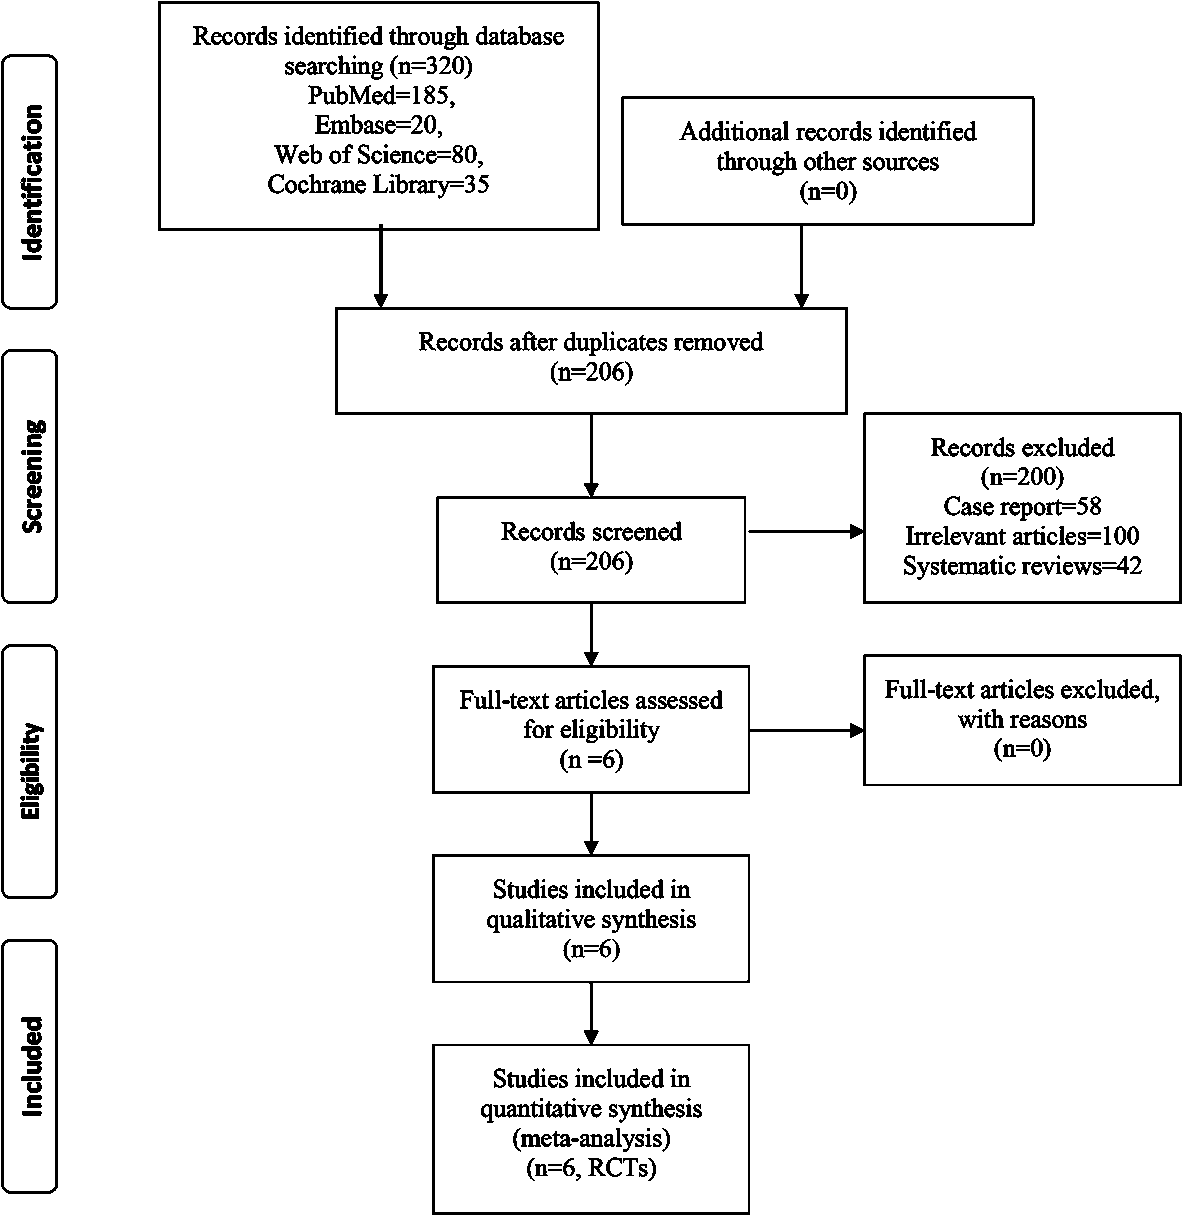 Records identified through database
searching (n=320)
PubMed=185,
Embase=20,
Web of Science=80,
Cochrane Library=35
Additional records identified
through other sources
(n=0)
Identification
Records after duplicates removed
(n=206)
Screening
Records screened
(n=206)
Records excluded
(n=200)
Case report=58
Irrelevant articles=100
Systematic reviews=42
Eligibility
Full-text articles assessed
for eligibility
(n =6)
Full-text articles excluded,
with reasons
(n=0)
Studies included in
qualitative synthesis
(n=6)
Included
Studies included in
quantitative synthesis
(meta-analysis)
(n=6, RCTs)